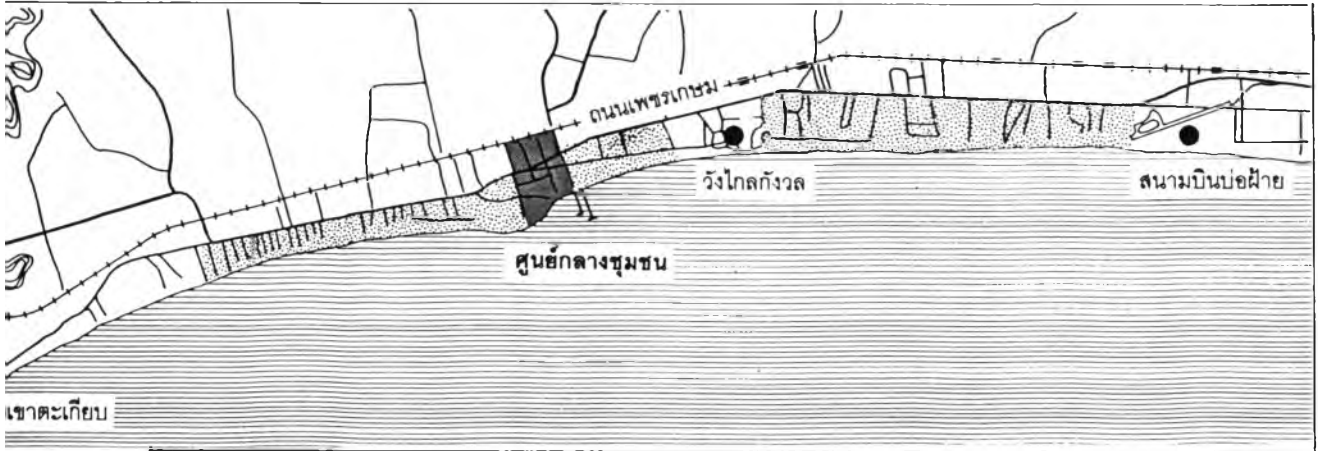 ถนนเพชรเกษม
วังไกลกังวล
สนามบินบ่อฝ้าย
ศูนย์กลางชุมชน
เขาตะเกียบ